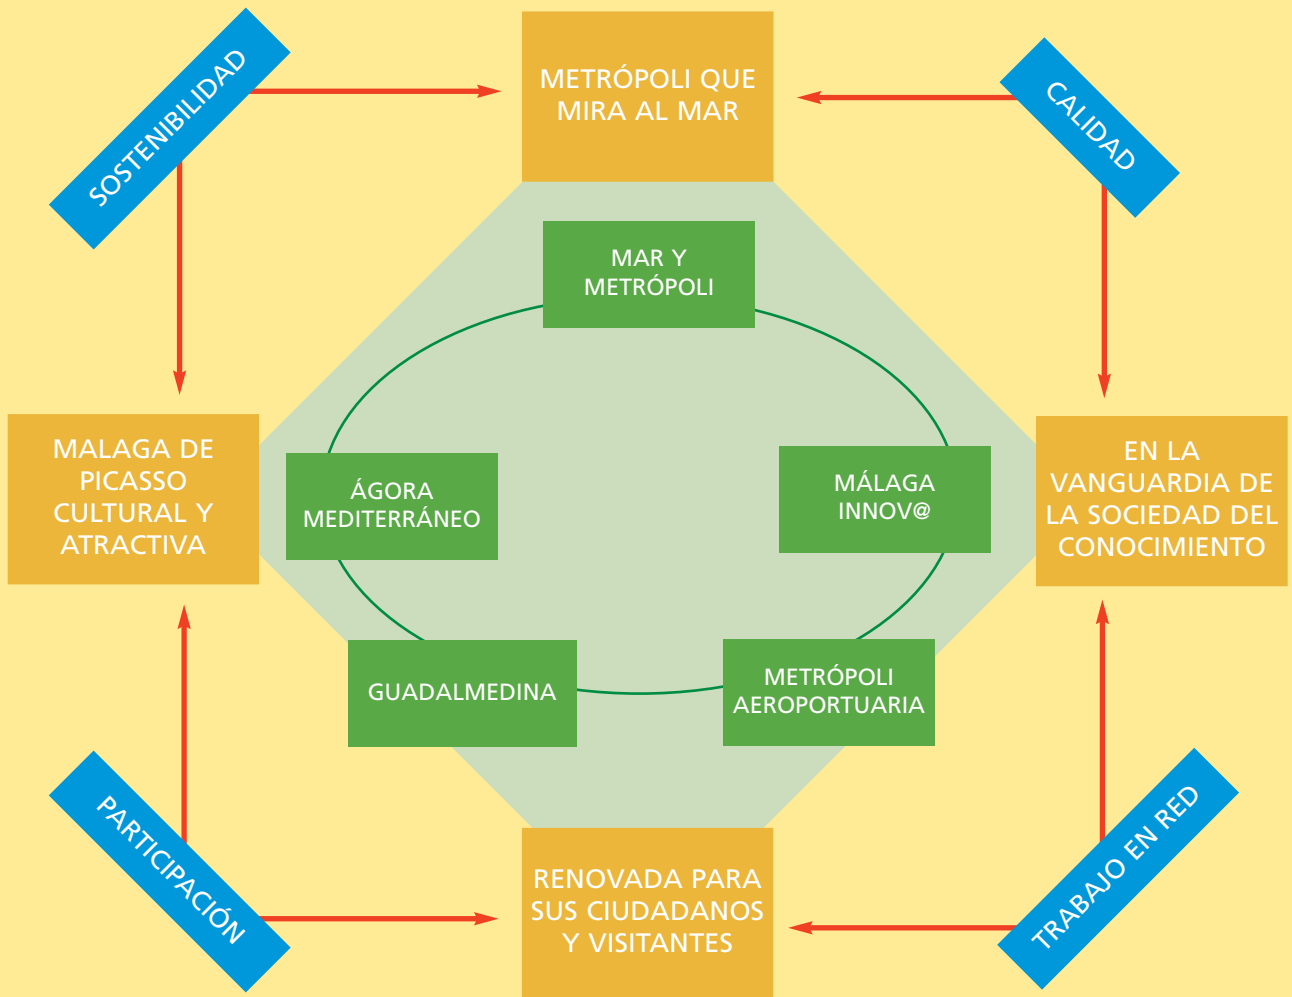 SOSTENIBILIDAD
METRÓPOLI QUE
MIRA AL MAR
CALIDAD
MAR Y
METRÓPOLI
MALAGA DE
PICASSO
CULTURAL Y
ATRACTIVA
ÁGORA
MEDITERRÁNEO
MÁLAGA
INNOV@
EN LA
VANGUARDIA DE
LA SOCIEDAD DEL
CONOCIMIENTO
GUADALMEDINA
METRÓPOLI
AEROPORTUARIA
PARTICIPACIÓN
RENOVADA PARA
SUS CIUDADANOS
Y VISITANTES
TRABAJO EN RED